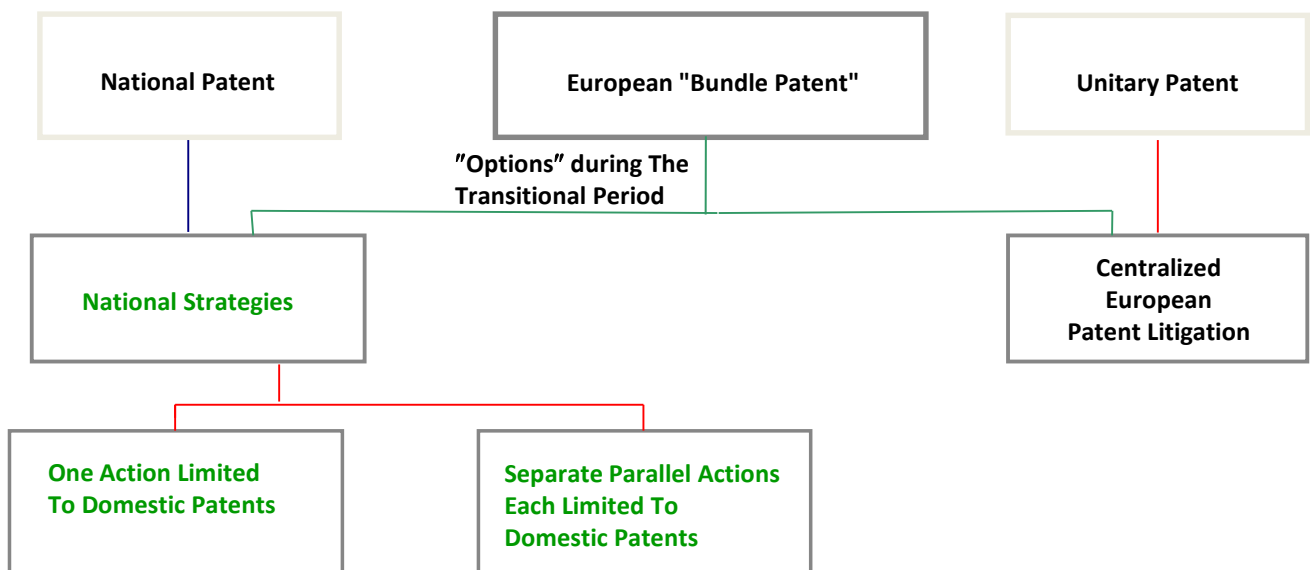 National Patent
European "Bundle Patent"
Unitary Patent
″Options″ during The
Transitional Period
National Strategies
Centralized
European
Patent Litigation
One Action Limited
To Domestic Patents
Separate Parallel Actions
Each Limited To
Domestic Patents